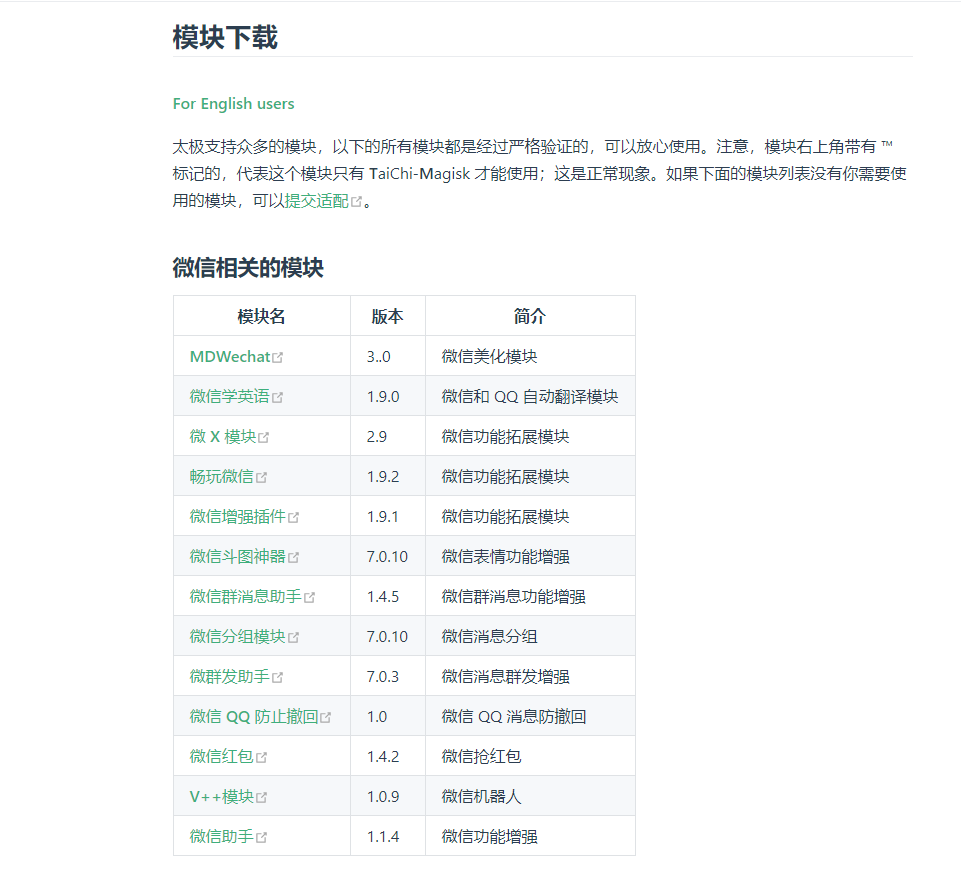 模块下载
For English users
太极支持众多的模块，以下的所有模块都是经过严格验证的，可以放心使用。注意，模块右上角带有 ™
标记的，代表这个模块只有 TaiChi-Magisk 才能使用；这是正常现象。如果下面的模块列表没有你需要使
用的模块，可以提交适配。
微信相关的模块
模块名 版本 简介
MDWechat 3..0 微信美化模块
微信学英语 1.9.0 微信和 QQ 自动翻译模块
微 X 模块 2.9 微信功能拓展模块
畅玩微信 1.9.2 微信功能拓展模块
微信增强插件 1.9.1 微信功能拓展模块
微信斗图神器 7.0.10 微信表情功能增强
微信群消息助手 1.4.5 微信群消息功能增强
微信分组模块 7.0.10 微信消息分组
微群发助手 7.0.3 微信消息群发增强
微信 QQ 防止撤回 1.0 微信 QQ 消息防撤回
微信红包 1.4.2 微信抢红包
V++模块 1.0.9 微信机器人
微信助手 1.1.4 微信功能增强